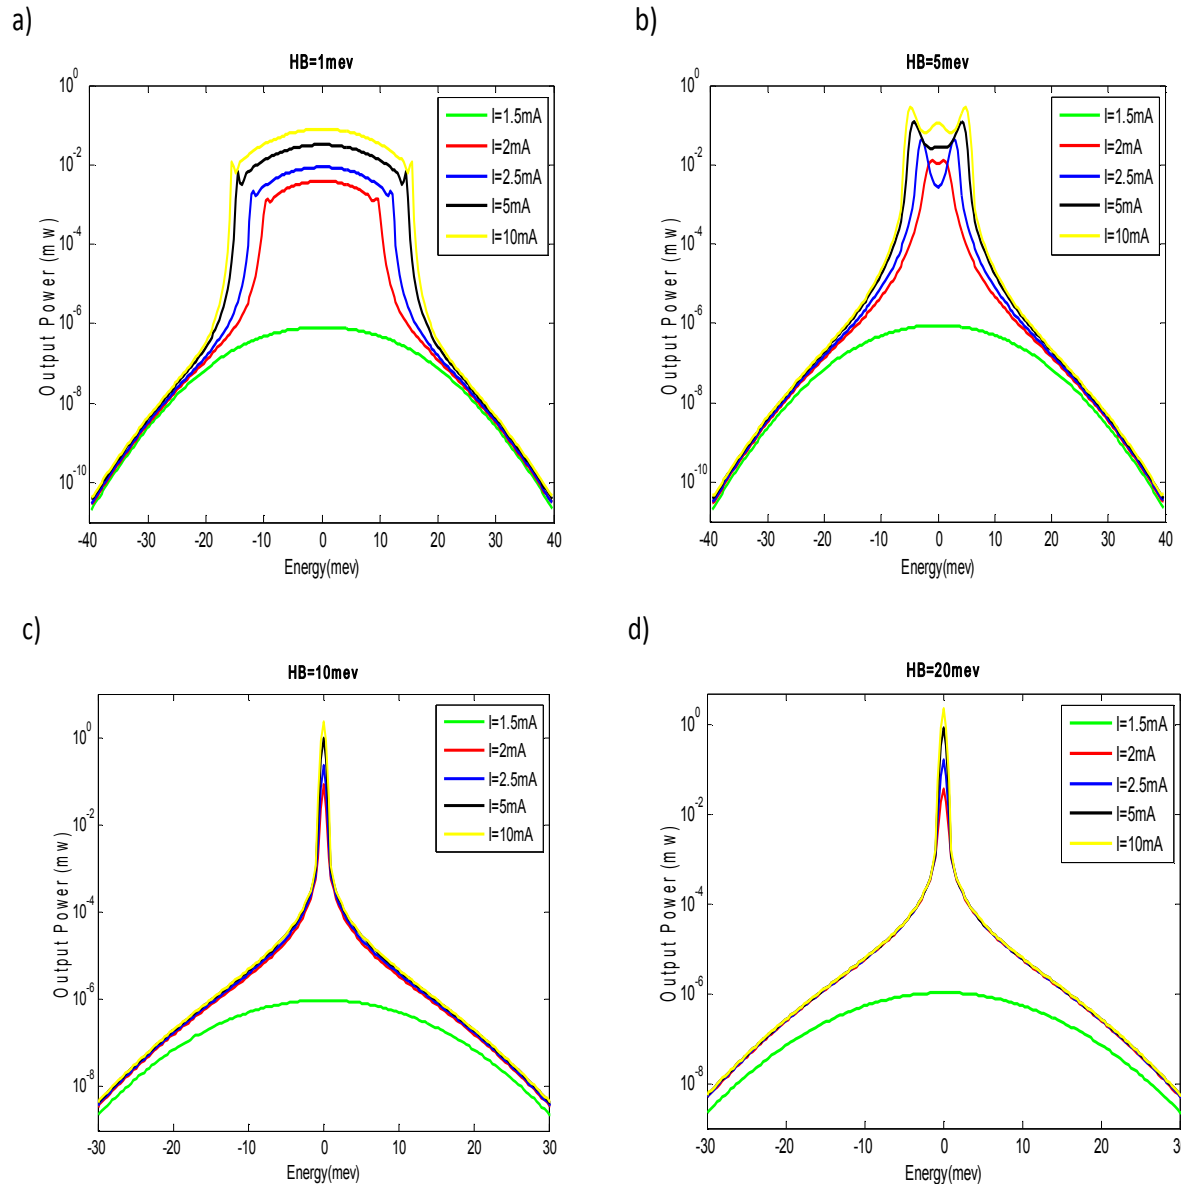 a)
HB=1mev
Output Power (mw)
10^0
10^-2
10^-4
10^-6
10^-8
10^-10
I=1.5mA
I=2mA
I=2.5mA
I=5mA
I=10mA
-40 -30 -20 -10 0 10 20 30 40
Energy(mev)
b)
HB=5mev
Output Power (mw)
10^0
10^-2
10^-4
10^-6
10^-8
10^-10
I=1.5mA
I=2mA
I=2.5mA
I=5mA
I=10mA
-40 -30 -20 -10 0 10 20 30 40
Energy(mev)
c)
HB=10mev
Output Power (mw)
10^0
10^-2
10^-4
10^-6
10^-8
I=1.5mA
I=2mA
I=2.5mA
I=5mA
I=10mA
-30 -20 -10 0 10 20 30
Energy(mev)
d)
HB=20mev
Output Power (mw)
10^0
10^-2
10^-4
10^-6
10^-8
I=1.5mA
I=2mA
I=2.5mA
I=5mA
I=10mA
-30 -20 -10 0 10 20 3
Energy(mev)